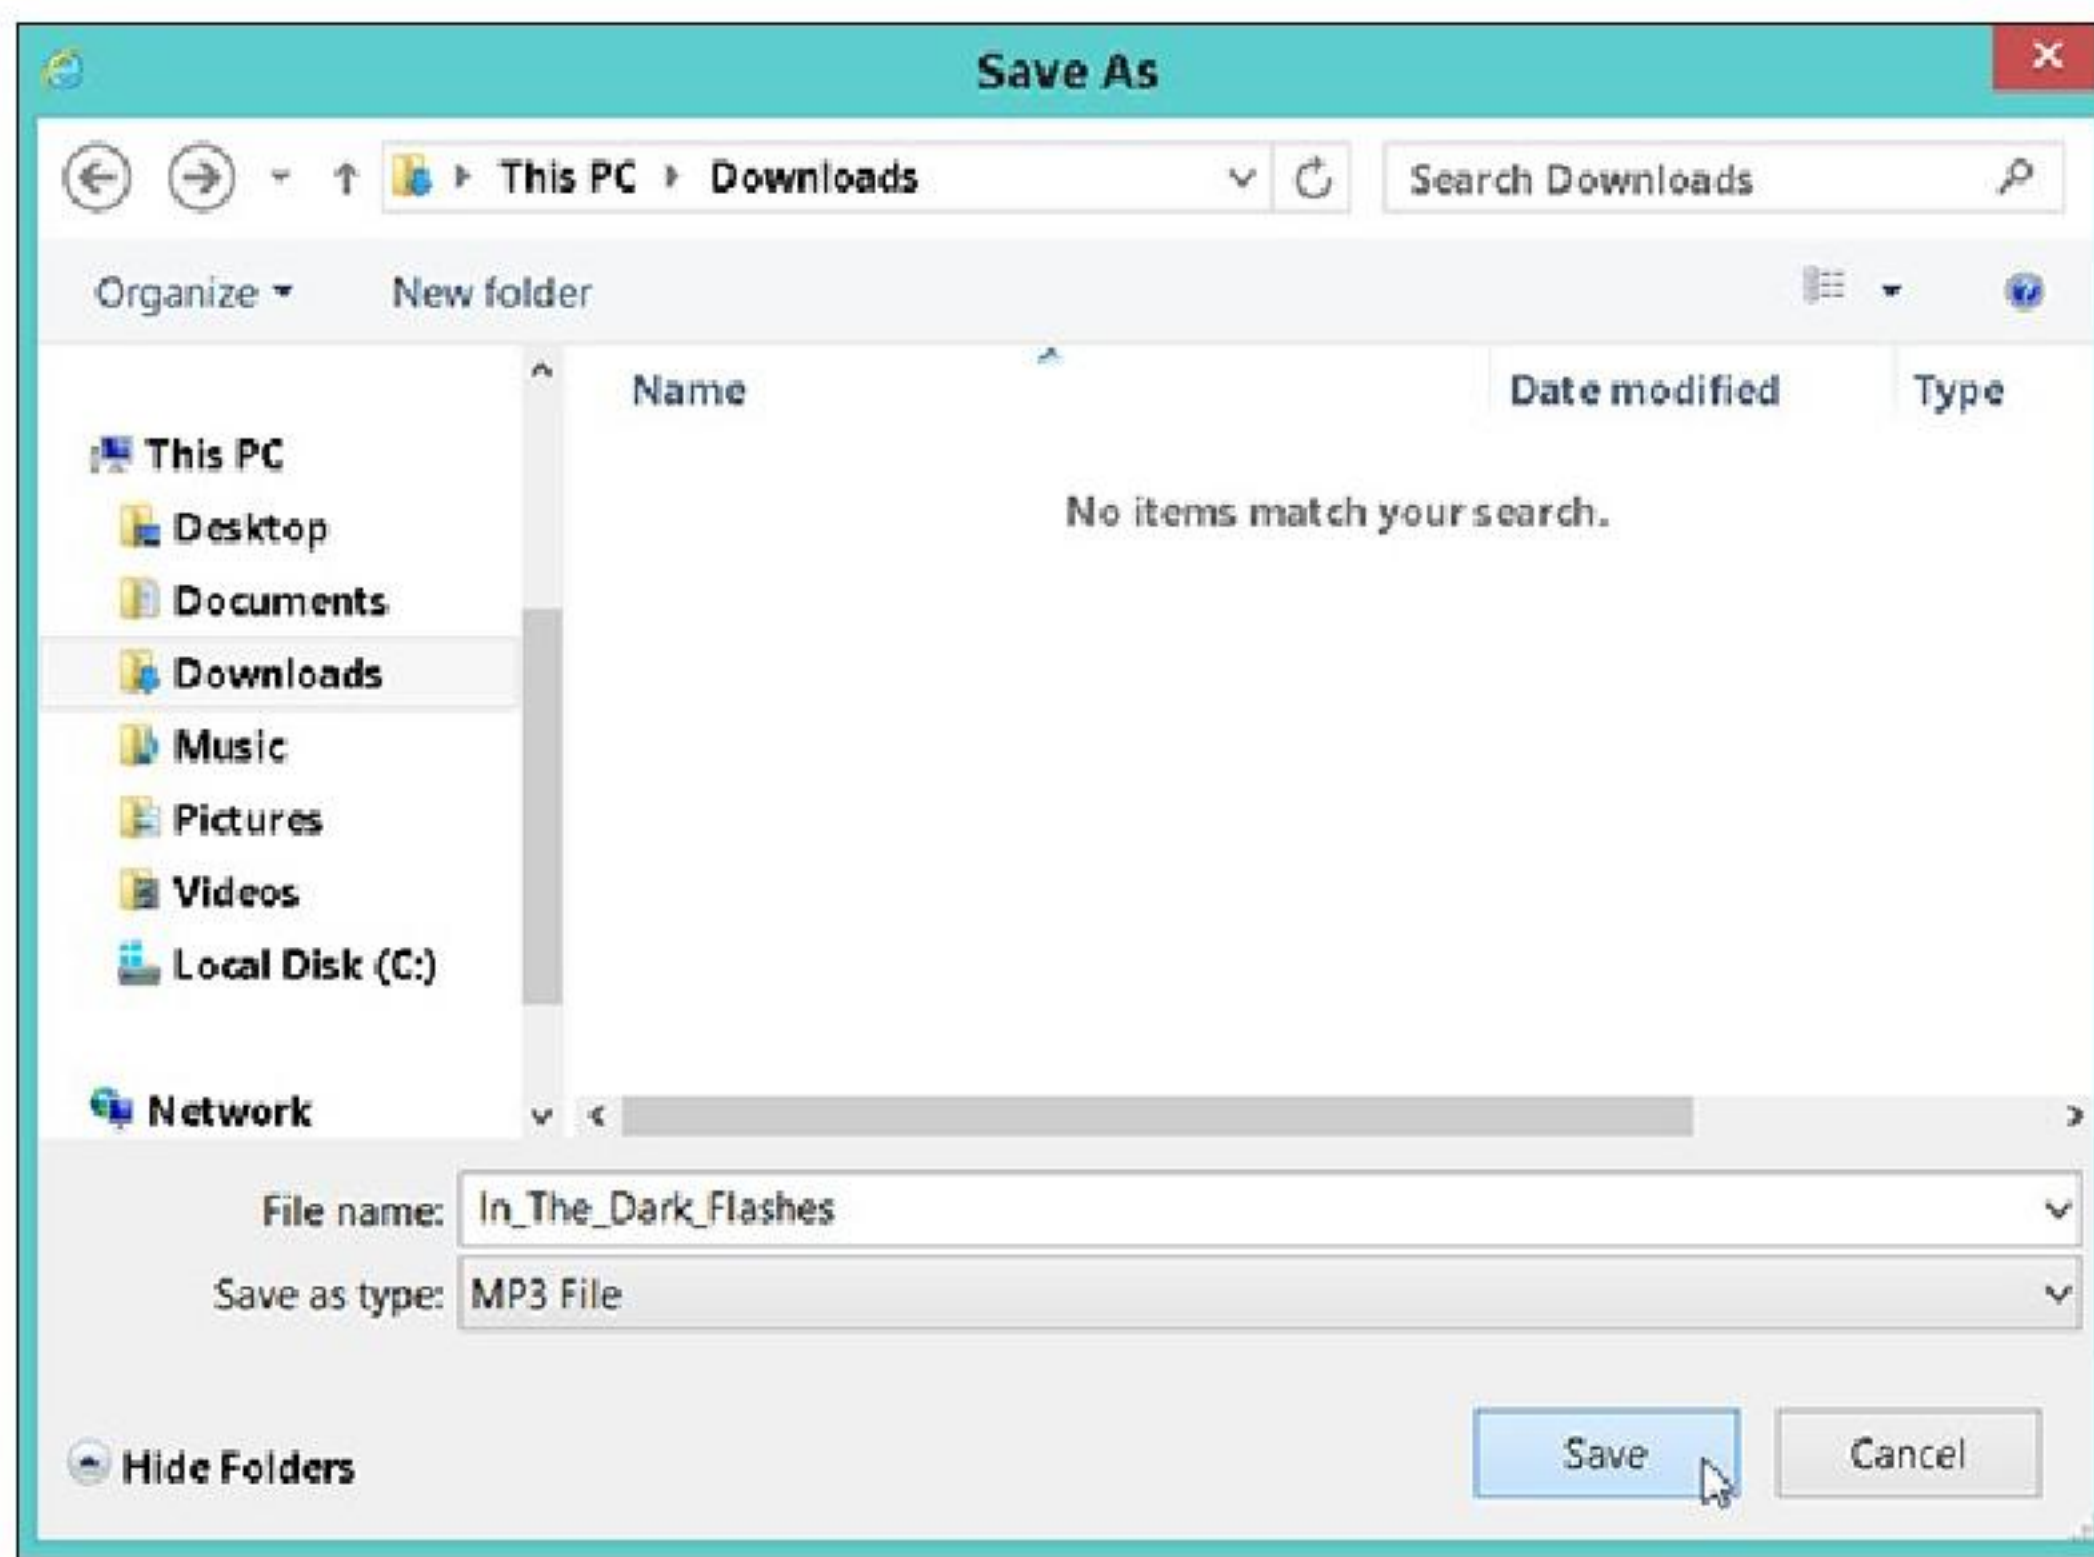 Save As
This PC Downloads
Search Downloads
Organize New folder
Name Date modified Type
No items match your search.
This PC
Desktop
Documents
Downloads
Music
Pictures
Videos
Local Disk (C:)
Network
File name: In_The_Dark_Flashes
Save as type: MP3 File
Hide Folders
Save
Cancel